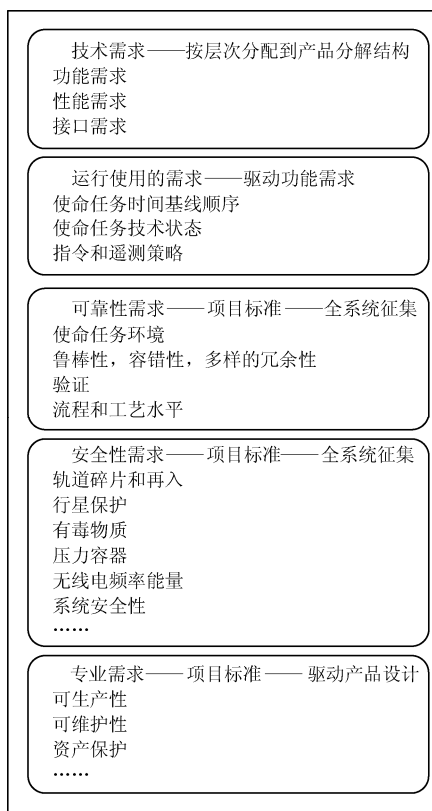 技术需求——按层次分配到产品分解结构
功能需求
性能需求
接口需求
运行使用的需求——驱动功能需求
使命任务时间基线顺序
使命任务技术状态
指令和遥测策略
可靠性需求——项目标准——全系统征集
使命任务环境
鲁棒性，容错性，多样的冗余性
验证
流程和工艺水平
安全性需求——项目标准——全系统征集
轨道碎片和再入
行星保护
有毒物质
压力容器
无线电频率能量
系统安全性
……
专业需求——项目标准——驱动产品设计
可生产性
可维护性
资产保护
……